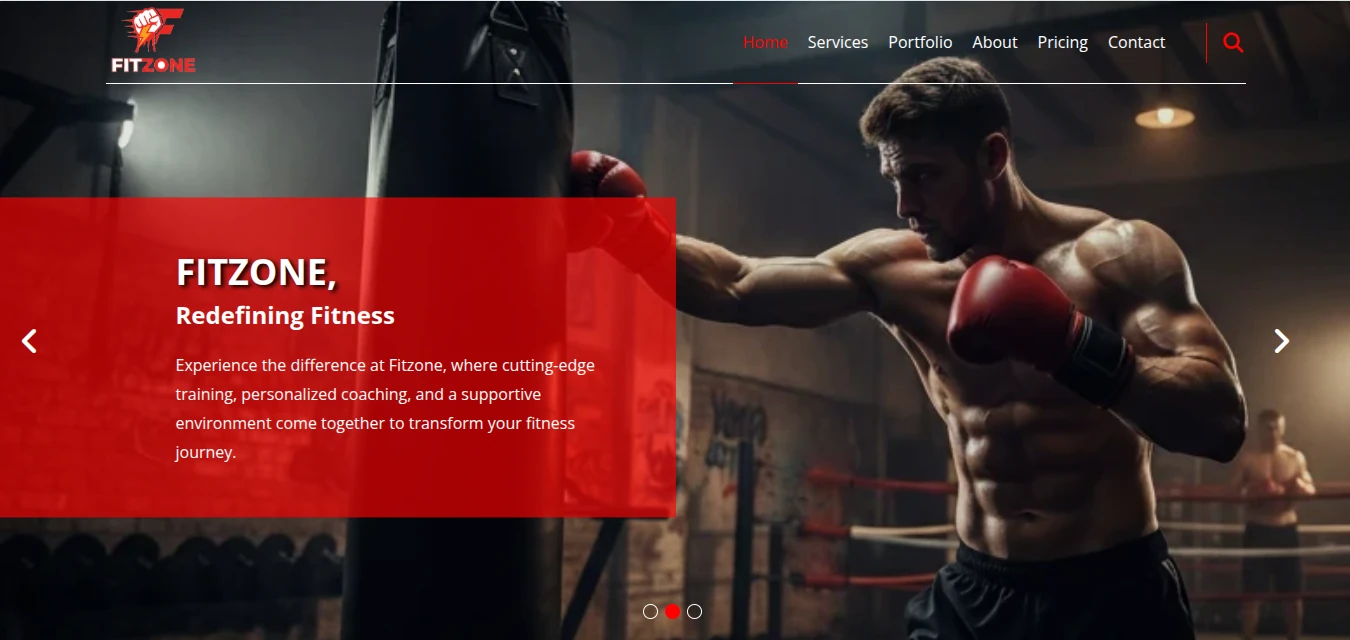 FITZONE
Home Services Portfolio About Pricing Contact
FITZONE,
Redefining Fitness
Experience the difference at Fitzone, where cutting-edge
training, personalized coaching, and a supportive
environment come together to transform your fitness
journey.